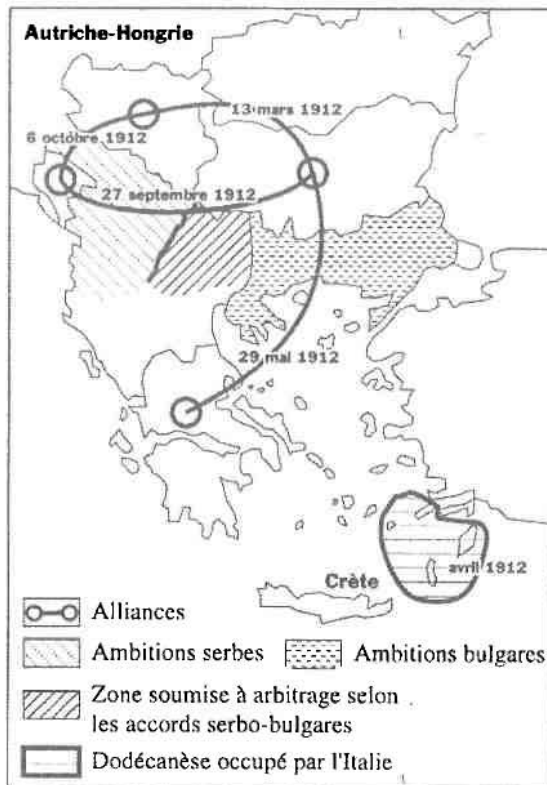 Autriche-Hongrie
13 mars 1912
6 octobre 1912
27 septembre 1912
29 mai 1912
avril 1912
Crète
Alliances
Ambitions serbes
Ambitions bulgares
Zone soumise à arbitrage selon
les accords serbo-bulgares
Dodécanèse occupé par l'Italie